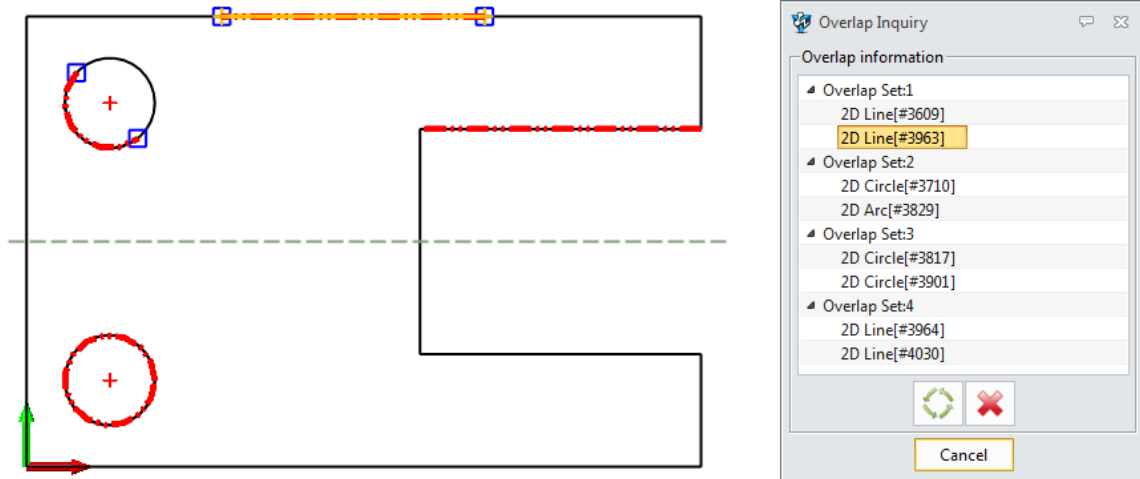 Overlap Inquiry
Overlap information
Overlap Set:1
2D Line[#3609]
2D Line[#3963]
Overlap Set:2
2D Circle[#3710]
2D Arc[#3829]
Overlap Set:3
2D Circle[#3817]
2D Circle[#3901]
Overlap Set:4
2D Line[#3964]
2D Line[#4030]
Cancel